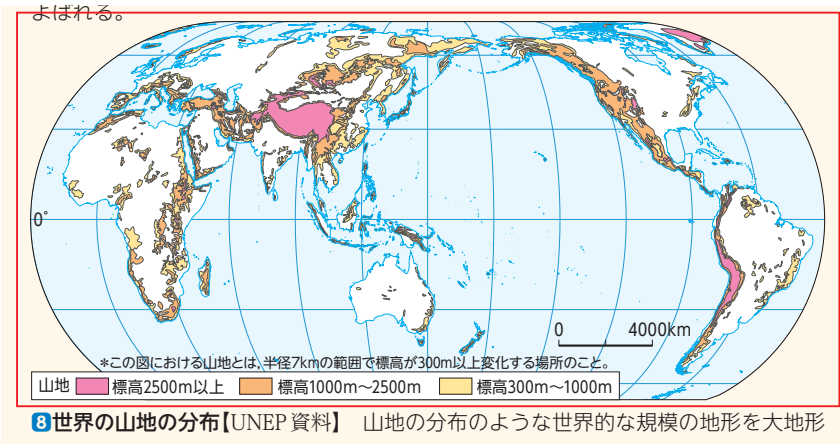 よばれる。
0°
0 4000km
*この図における山地とは,半径7kmの範囲で標高が300m以上変化する場所のこと。
山地 標高2500m以上 標高1000m〜2500m 標高300m〜1000m
8世界の山地の分布【UNEP資料】 山地の分布のような世界的な規模の地形を大地形